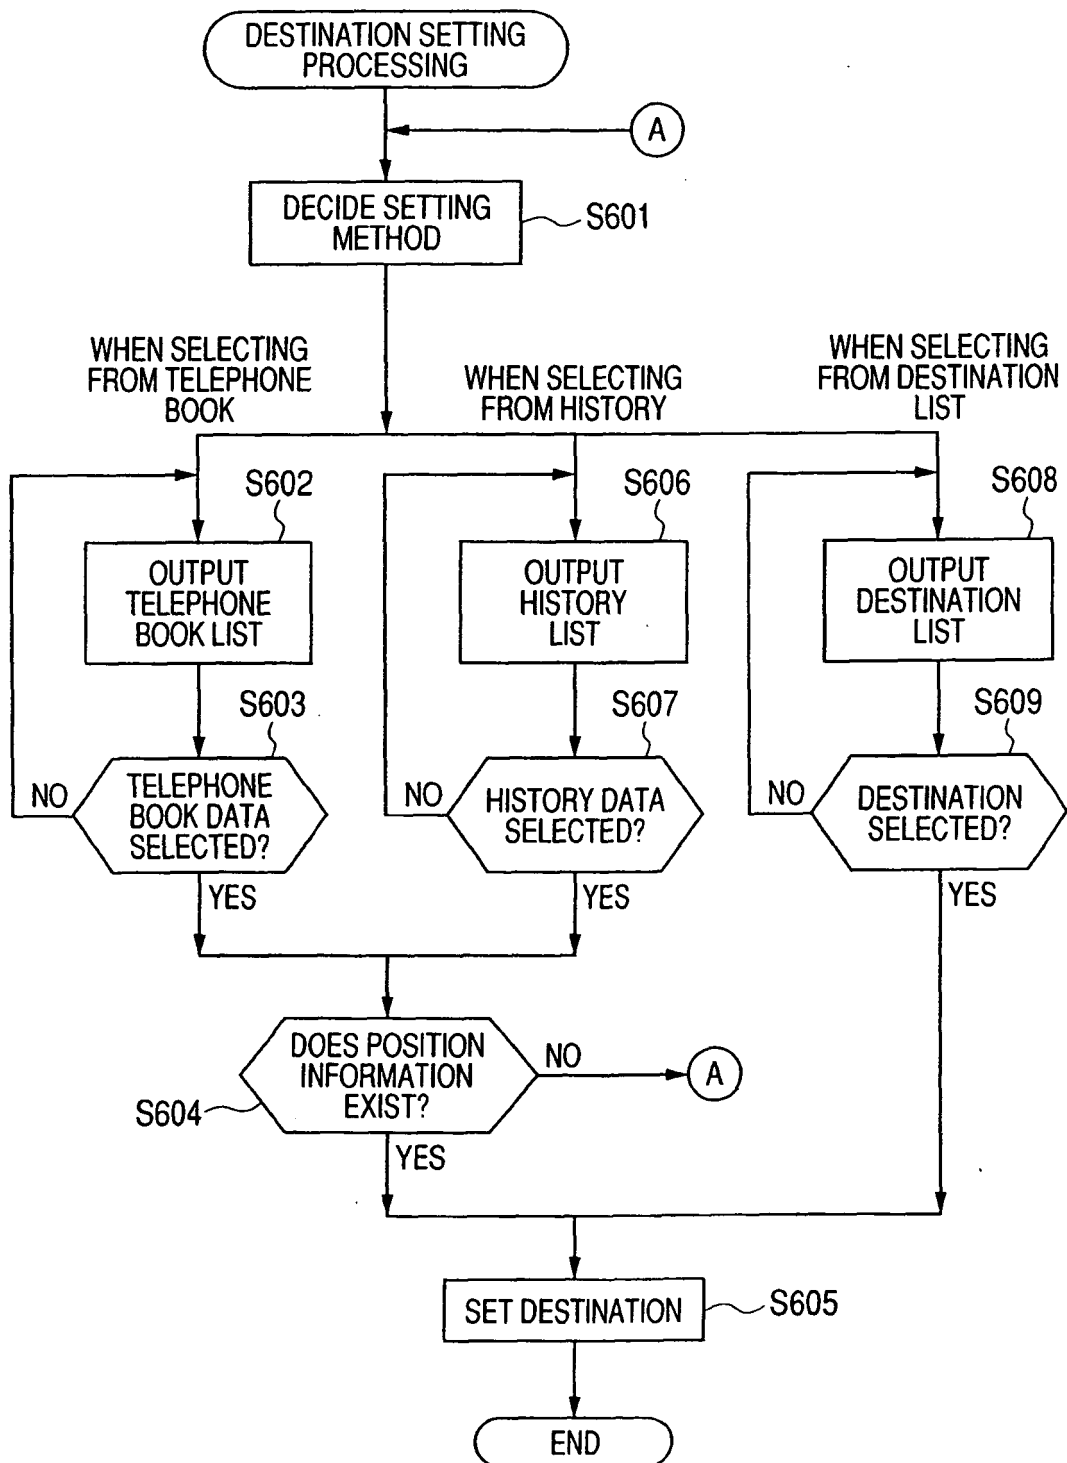 DESTINATION SETTING
PROCESSING
A
DECIDE SETTING
METHOD
S601
WHEN SELECTING
FROM TELEPHONE
BOOK
WHEN SELECTING
FROM HISTORY
WHEN SELECTING
FROM DESTINATION
LIST
S602
S606
S608
OUTPUT
TELEPHONE
BOOK LIST
OUTPUT
HISTORY
LIST
OUTPUT
DESTINATION
LIST
S603
S607
S609
NO
TELEPHONE
BOOK DATA
SELECTED?
NO
HISTORY DATA
SELECTED?
NO
DESTINATION
SELECTED?
YES
YES
YES
DOES POSITION
INFORMATION
EXIST?
NO
A
S604
YES
SET DESTINATION
S605
END